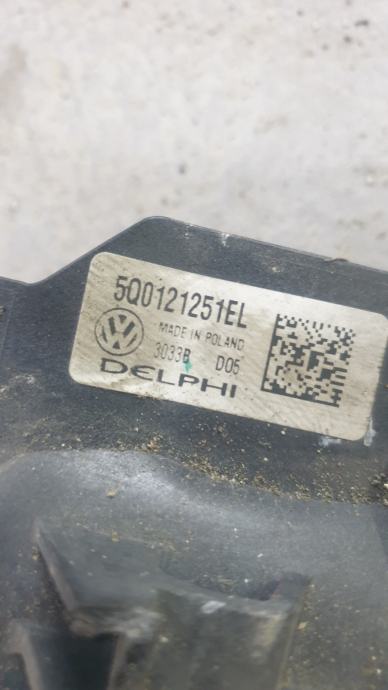 5Q0121251EL
MADE IN POLAND
3033B D05
DELPHI